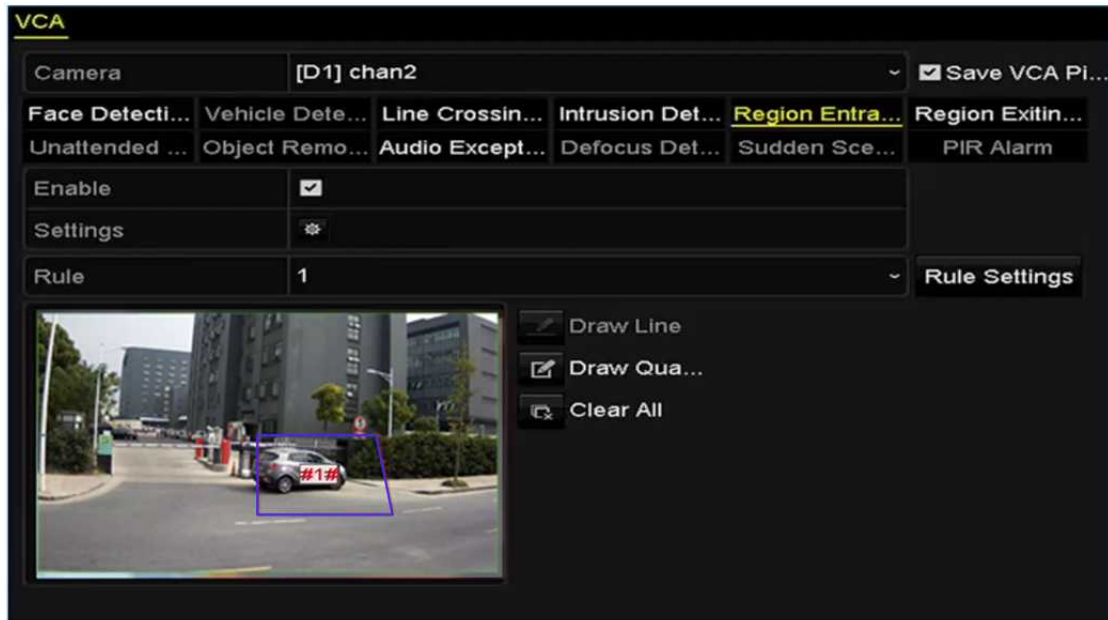 VCA
Camera [D1] chan2 Save VCA Pi...
Face Detecti... Vehicle Dete... Line Crossin... Intrusion Det... Region Entra... Region Exitin...
Unattended ... Object Remo... Audio Except... Defocus Det... Sudden Sce... PIR Alarm
Enable
Settings
Rule 1 Rule Settings
Draw Line
Draw Qua...
Clear All
#1#